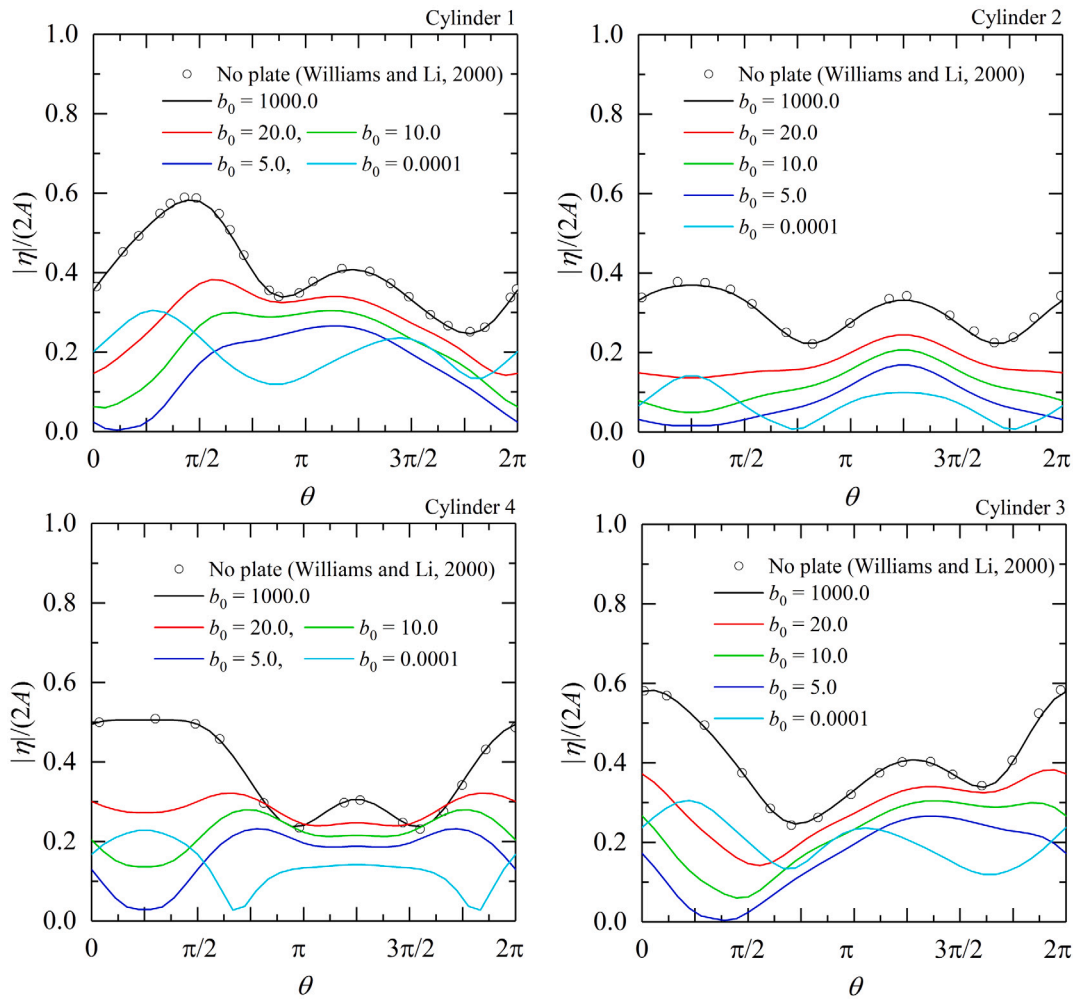 Cylinder 1
1.0
0.8
0.6
0.4
0.2
0.0
|η|/(2A)
No plate (Williams and Li, 2000)
b₀ = 1000.0
b₀ = 20.0, b₀ = 10.0
b₀ = 5.0, b₀ = 0.0001
0 π/2 π 3π/2 2π
θ
Cylinder 2
1.0
0.8
0.6
0.4
0.2
0.0
|η|/(2A)
No plate (Williams and Li, 2000)
b₀ = 1000.0
b₀ = 20.0
b₀ = 10.0
b₀ = 5.0
b₀ = 0.0001
0 π/2 π 3π/2 2π
θ
Cylinder 4
1.0
0.8
0.6
0.4
0.2
0.0
|η|/(2A)
No plate (Williams and Li, 2000)
b₀ = 1000.0
b₀ = 20.0, b₀ = 10.0
b₀ = 5.0, b₀ = 0.0001
0 π/2 π 3π/2 2π
θ
Cylinder 3
1.0
0.8
0.6
0.4
0.2
0.0
|η|/(2A)
No plate (Williams and Li, 2000)
b₀ = 1000.0
b₀ = 20.0
b₀ = 10.0
b₀ = 5.0
b₀ = 0.0001
0 π/2 π 3π/2 2π
θ